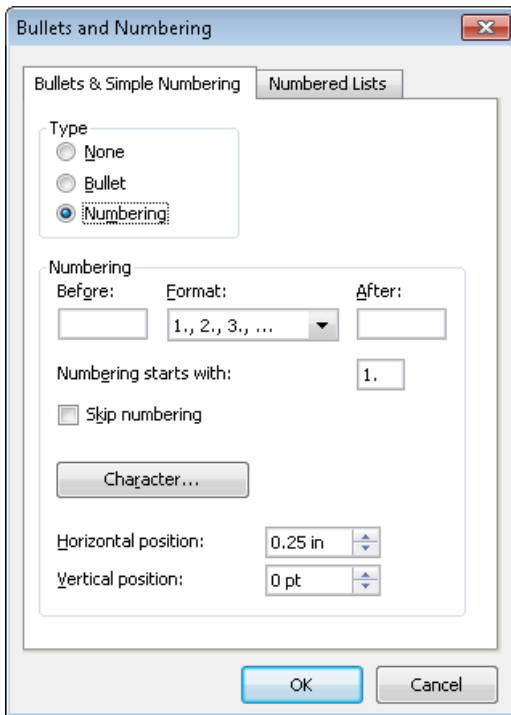 Bullets and Numbering
Bullets & Simple Numbering Numbered Lists
Type
None
Bullet
Numbering
Numbering
Before: Format: After:
1., 2., 3., ...
Numbering starts with: 1.
Skip numbering
Character...
Horizontal position: 0.25 in
Vertical position: 0 pt
OK Cancel